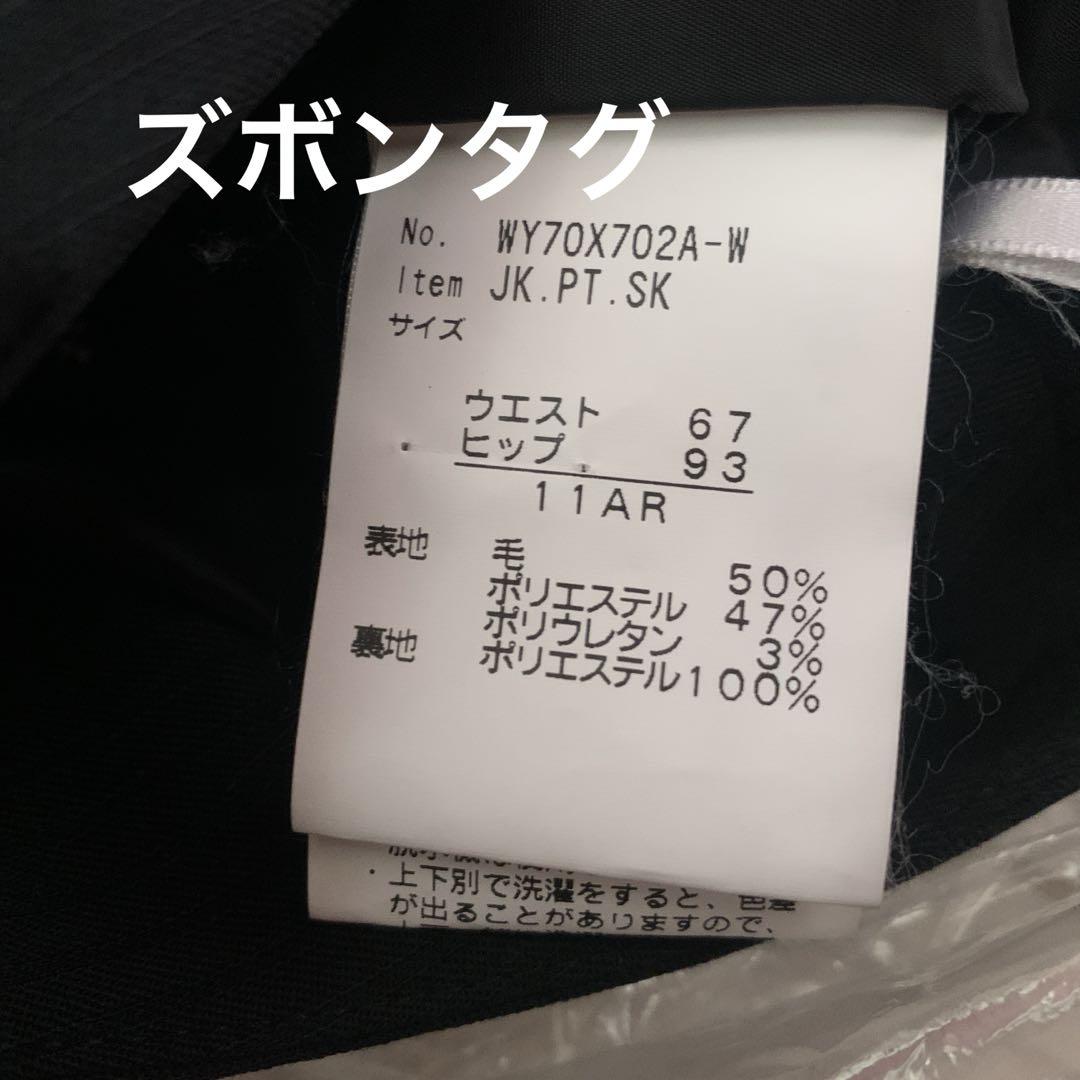 ズボンタグ
No. WY70X702A-W
Item JK.PT.SK
サイズ
ウエスト 67
ヒップ 93
11AR
表地 毛 50%
ポリエステル 47%
ポリウレタン 3%
裏地 ポリエステル100%
・上下別で洗濯をすると、色差
が出ることがありますので、